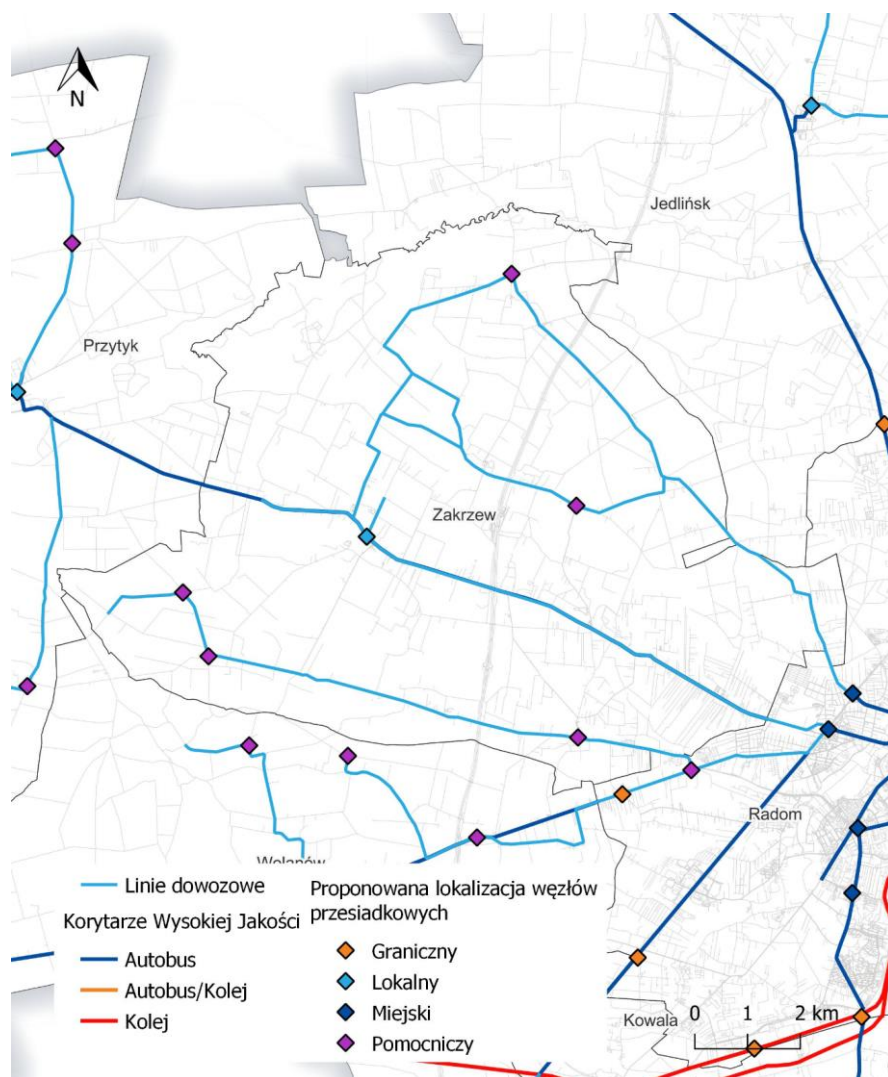 N
Jedlińsk
Przytyk
Zakrzew
Radom
Wolanów
Linie dowozowe
Korytarze Wysokiej Jakości
Autobus
Autobus/Kolej
Kolej
Proponowana lokalizacja węzłów
przesiadkowych
Graniczny
Lokalny
Miejski
Pomocniczy
Kowala
0 1 2 km